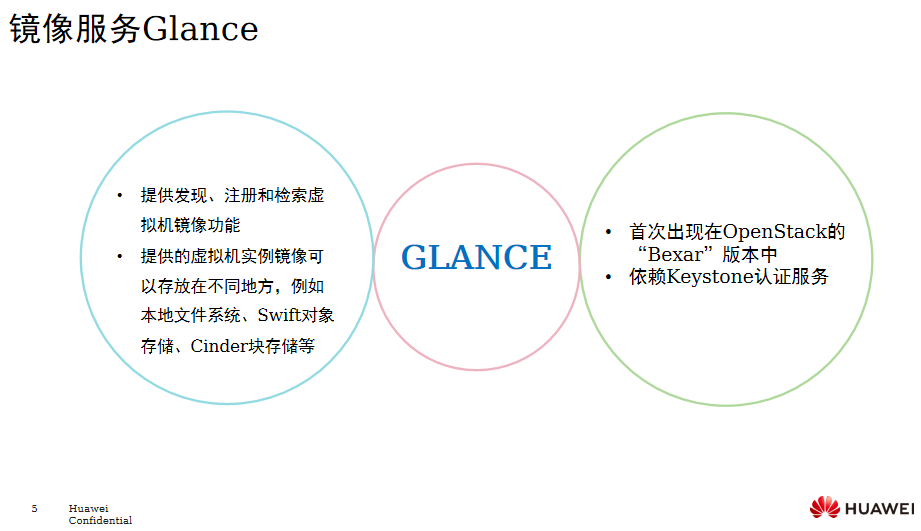 镜像服务Glance
• 提供发现、注册和检索虚
拟机镜像功能
• 提供的虚拟机实例镜像可
以存放在不同地方，例如
本地文件系统、Swift对象
存储、Cinder块存储等
GLANCE
• 首次出现在OpenStack的
“Bexar”版本中
• 依赖Keystone认证服务
5
Huawei
Confidential
HUAWEI